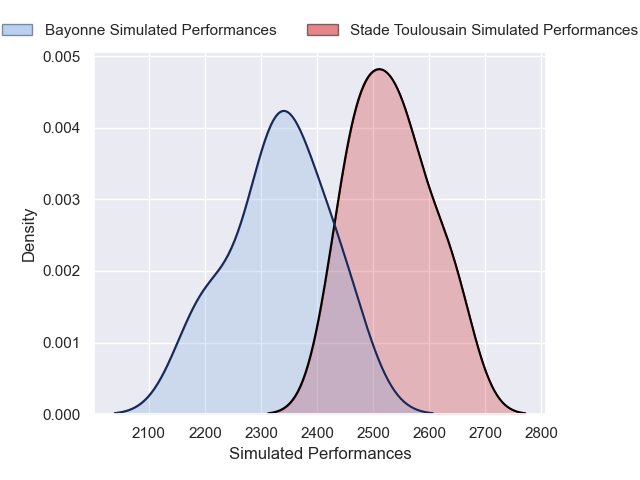 Bayonne Simulated Performances
Stade Toulousain Simulated Performances
0.005
0.004
0.003
0.002
0.001
0.000
Density
2100 2200 2300 2400 2500 2600 2700 2800
Simulated Performances